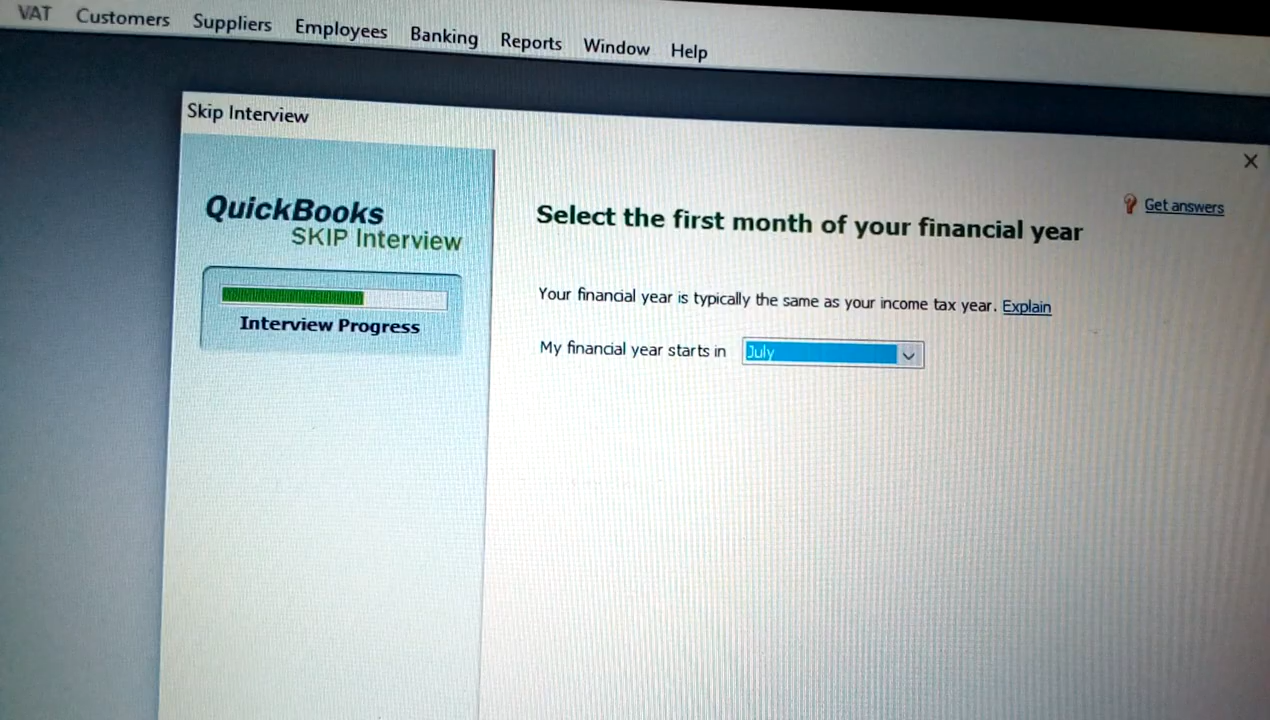 VAT Customers Suppliers Employees Banking Reports Window Help
Skip Interview
QuickBooks
SKIP Interview
Interview Progress
Get answers
Select the first month of your financial year
Your financial year is typically the same as your income tax year. Explain
My financial year starts in July